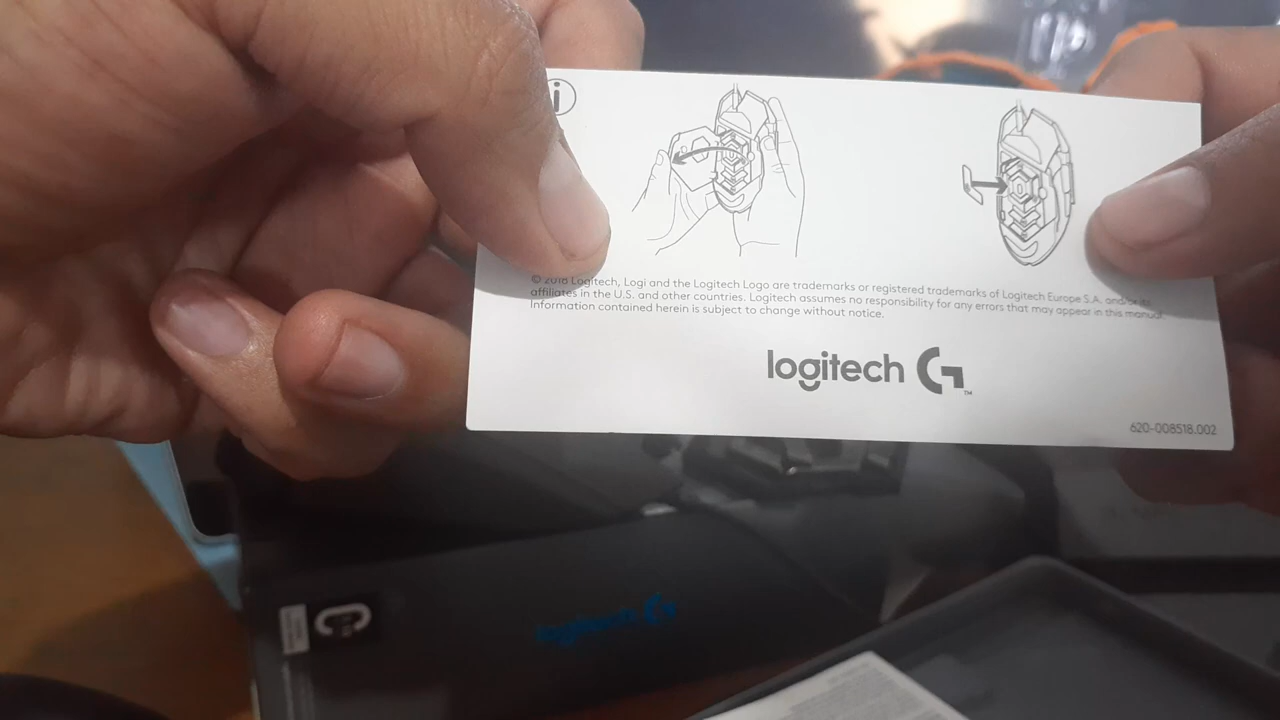 i
© 2018 Logitech, Logi and the Logitech Logo are trademarks or registered trademarks of Logitech Europe S.A. and/or its
affiliates in the U.S. and other countries. Logitech assumes no responsibility for any errors that may appear in this manual.
Information contained herein is subject to change without notice.
logitech G ™
620-008518.002
logitech G